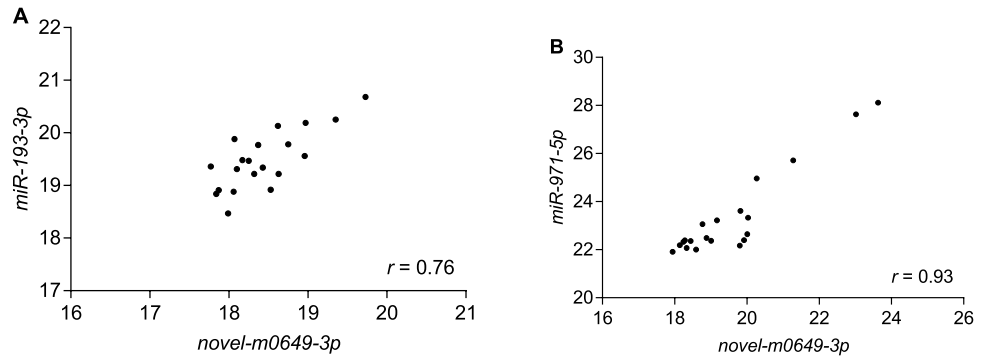 A
22
21
20
19
18
17
miR-193-3p
r = 0.76
16 17 18 19 20 21
novel-m0649-3p
B
30
28
26
24
22
20
miR-971-5p
r = 0.93
16 18 20 22 24 26
novel-m0649-3p